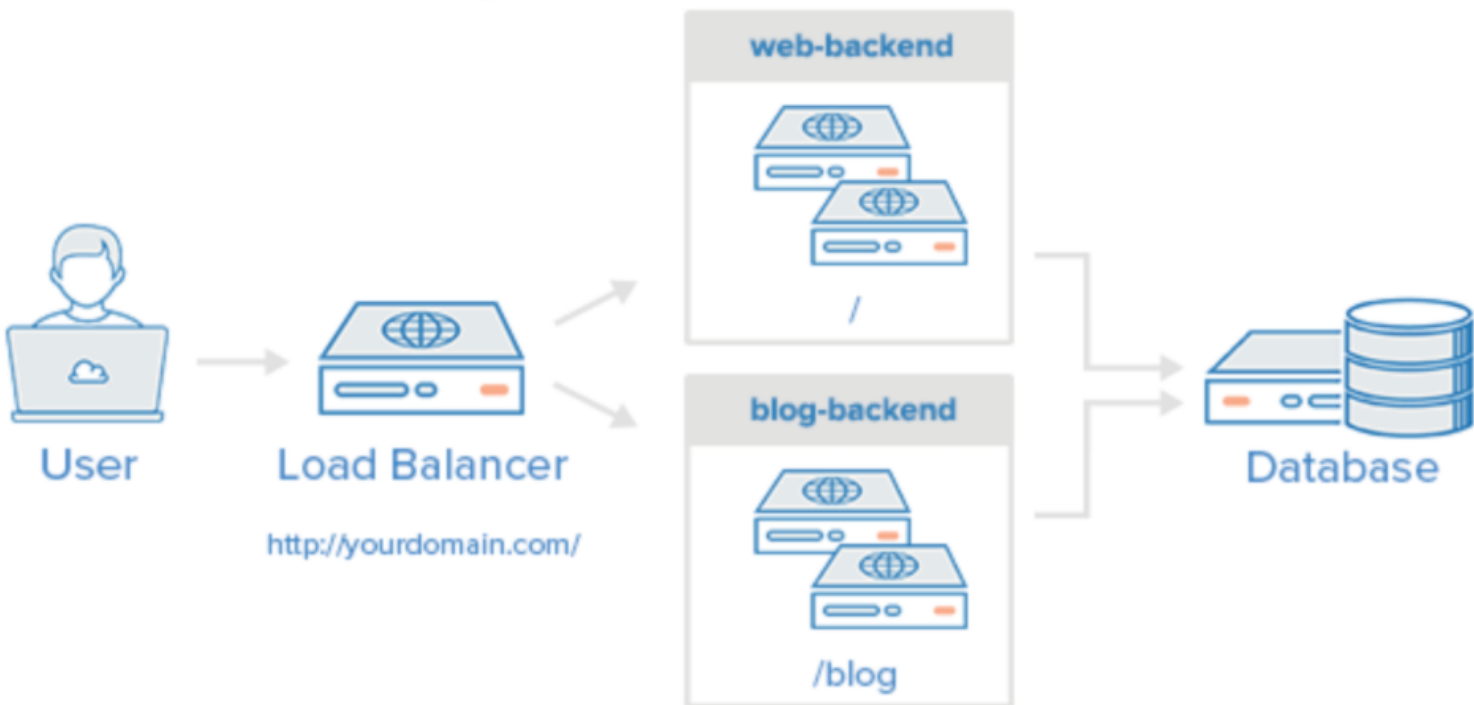 web-backend
/
User
Load Balancer
http://yourdomain.com/
blog-backend
/blog
Database